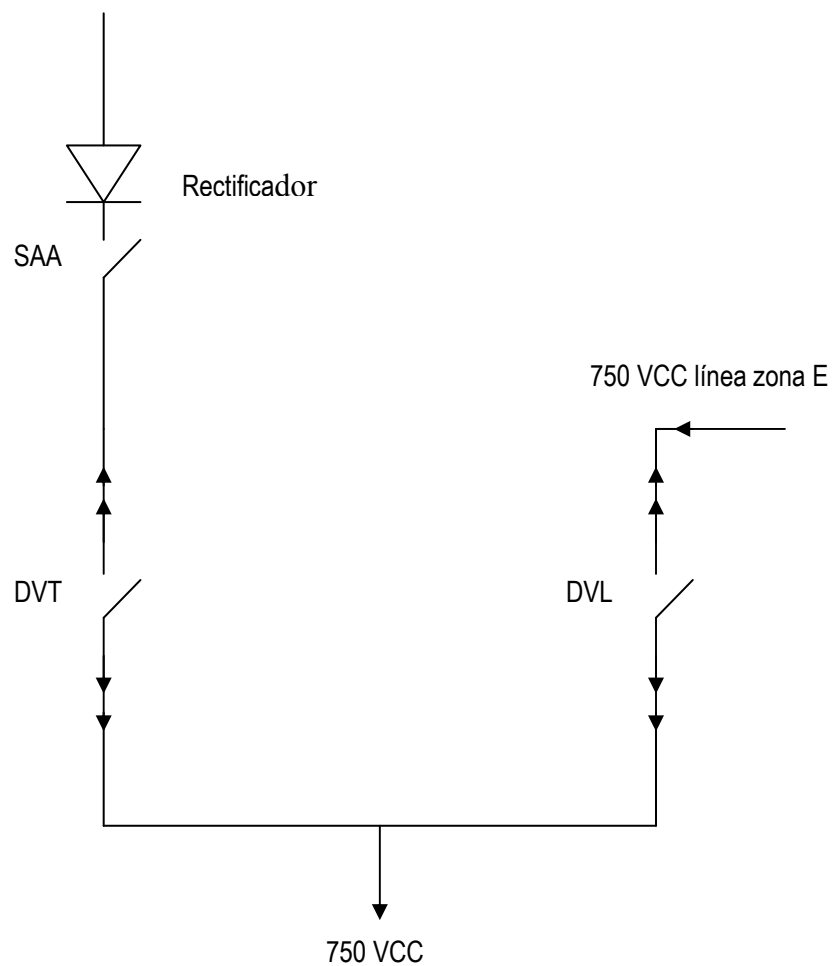 Rectificador
SAA
750 VCC línea zona E
DVT
DVL
750 VCC